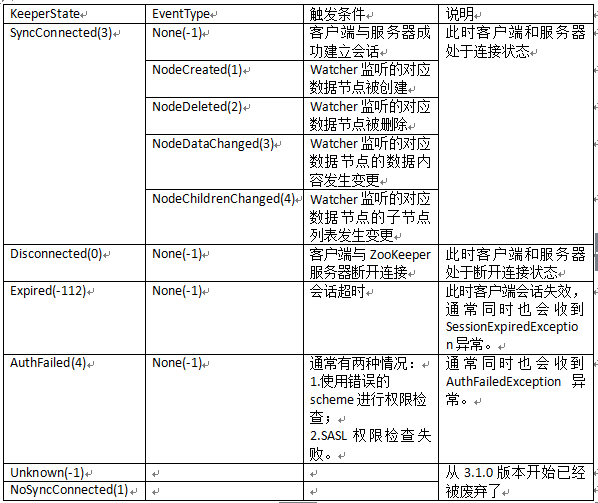 KeeperState EventType 触发条件 说明
SyncConnected(3) None(-1) 客户端与服务器成
功建立会话
此时客户端和服务器
处于连接状态
NodeCreated(1) Watcher 监听的对应
数据节点被创建
NodeDeleted(2) Watcher 监听的对应
数据节点被删除
NodeDataChanged(3) Watcher 监听的对应
数据节点的数据内
容发生变更
NodeChildrenChanged(4) Watcher 监听的对应
数据节点的子节点
列表发生变更
Disconnected(0) None(-1) 客户端与 ZooKeeper
服务器断开连接
此时客户端和服务器
处于断开连接状态
Expired(-112) None(-1) 会话超时
此时客户端会话失效，
通常同时也会收到
SessionExpiredExceptio
n 异常。
AuthFailed(4) None(-1) 通常有两种情况：
1.使用错误的
scheme 进行权限检
查；
2.SASL 权限检查失
败。
通常同时也会收到
AuthFailedException 异
常。
Unknown(-1)
从 3.1.0 版本开始已经
被废弃了
NoSyncConnected(1)